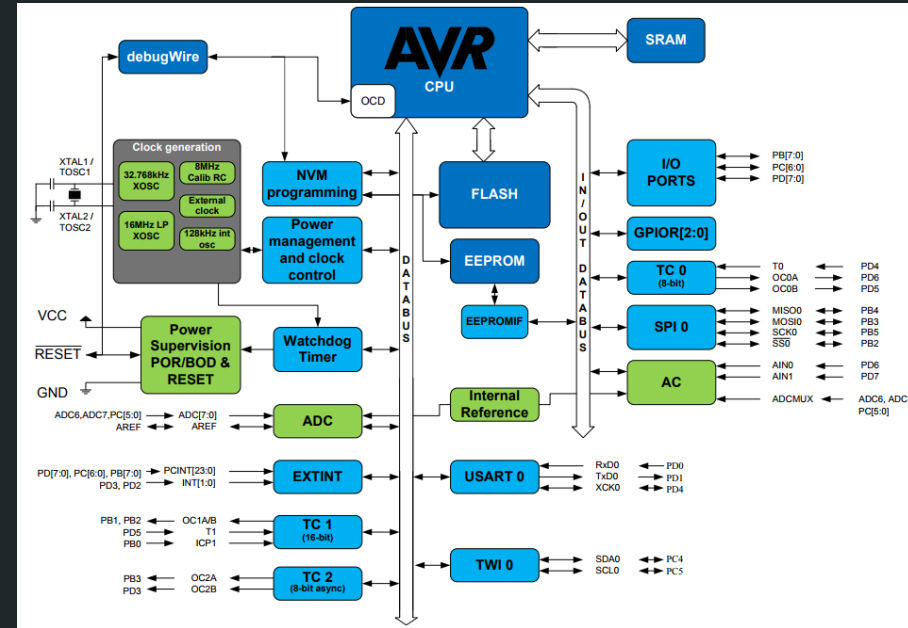 AVR
CPU
OCD
SRAM
debugWire
Clock generation
XTAL1 /
TOSC1
XTAL2 /
TOSC2
32.768kHz
XOSC
8MHz
Calib RC
External
clock
16MHz LP
XOSC
128kHz int
osc
NVM
programming
Power
management
and clock
control
FLASH
EEPROM
EEPROMIF
DATABUS
IN/OUT DATABUS
I/O
PORTS
PB[7:0]
PC[6:0]
PD[7:0]
GPIOR[2:0]
TC 0
(8-bit)
T0 PD4
OC0A PD6
OC0B PD5
SPI 0
MISO0 PB4
MOSI0 PB3
SCK0 PB5
SS0 PB2
AC
AIN0 PD6
AIN1 PD7
ADCMUX ADC6, ADC
PC[5:0]
VCC
RESET
GND
Power
Supervision
POR/BOD &
RESET
Watchdog
Timer
Internal
Reference
ADC6,ADC7,PC[5:0] ADC[7:0]
AREF AREF
ADC
PD[7:0], PC[6:0], PB[7:0] PCINT[23:0]
PD3, PD2 INT[1:0]
EXTINT
PB1, PB2 OC1A/B
PD5 T1
PB0 ICP1
TC 1
(16-bit)
PB3 OC2A
PD3 OC2B
TC 2
(8-bit async)
USART 0
RxD0 PD0
TxD0 PD1
XCK0 PD4
TWI 0
SDA0 PC4
SCL0 PC5